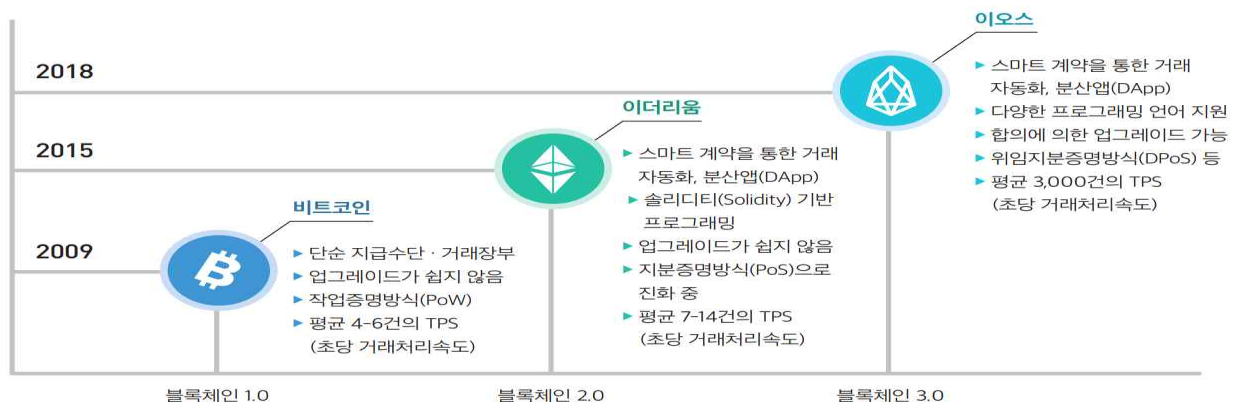 이오스
2018
▶ 스마트 계약을 통한 거래
자동화, 분산앱(DApp)
▶ 다양한 프로그래밍 언어 지원
▶ 합의에 의한 업그레이드 가능
▶ 위임지분증명방식(DPoS) 등
▶ 평균 3,000건의 TPS
(초당 거래처리속도)
이더리움
2015
▶ 스마트 계약을 통한 거래
자동화, 분산앱(DApp)
▶ 솔리디티(Solidity) 기반
프로그래밍
▶ 업그레이드가 쉽지 않음
▶ 지분증명방식(PoS)으로
진화 중
▶ 평균 7-14건의 TPS
(초당 거래처리속도)
비트코인
2009
▶ 단순 지급수단 · 거래장부
▶ 업그레이드가 쉽지 않음
▶ 작업증명방식(PoW)
▶ 평균 4-6건의 TPS
(초당 거래처리속도)
블록체인 1.0
블록체인 2.0
블록체인 3.0